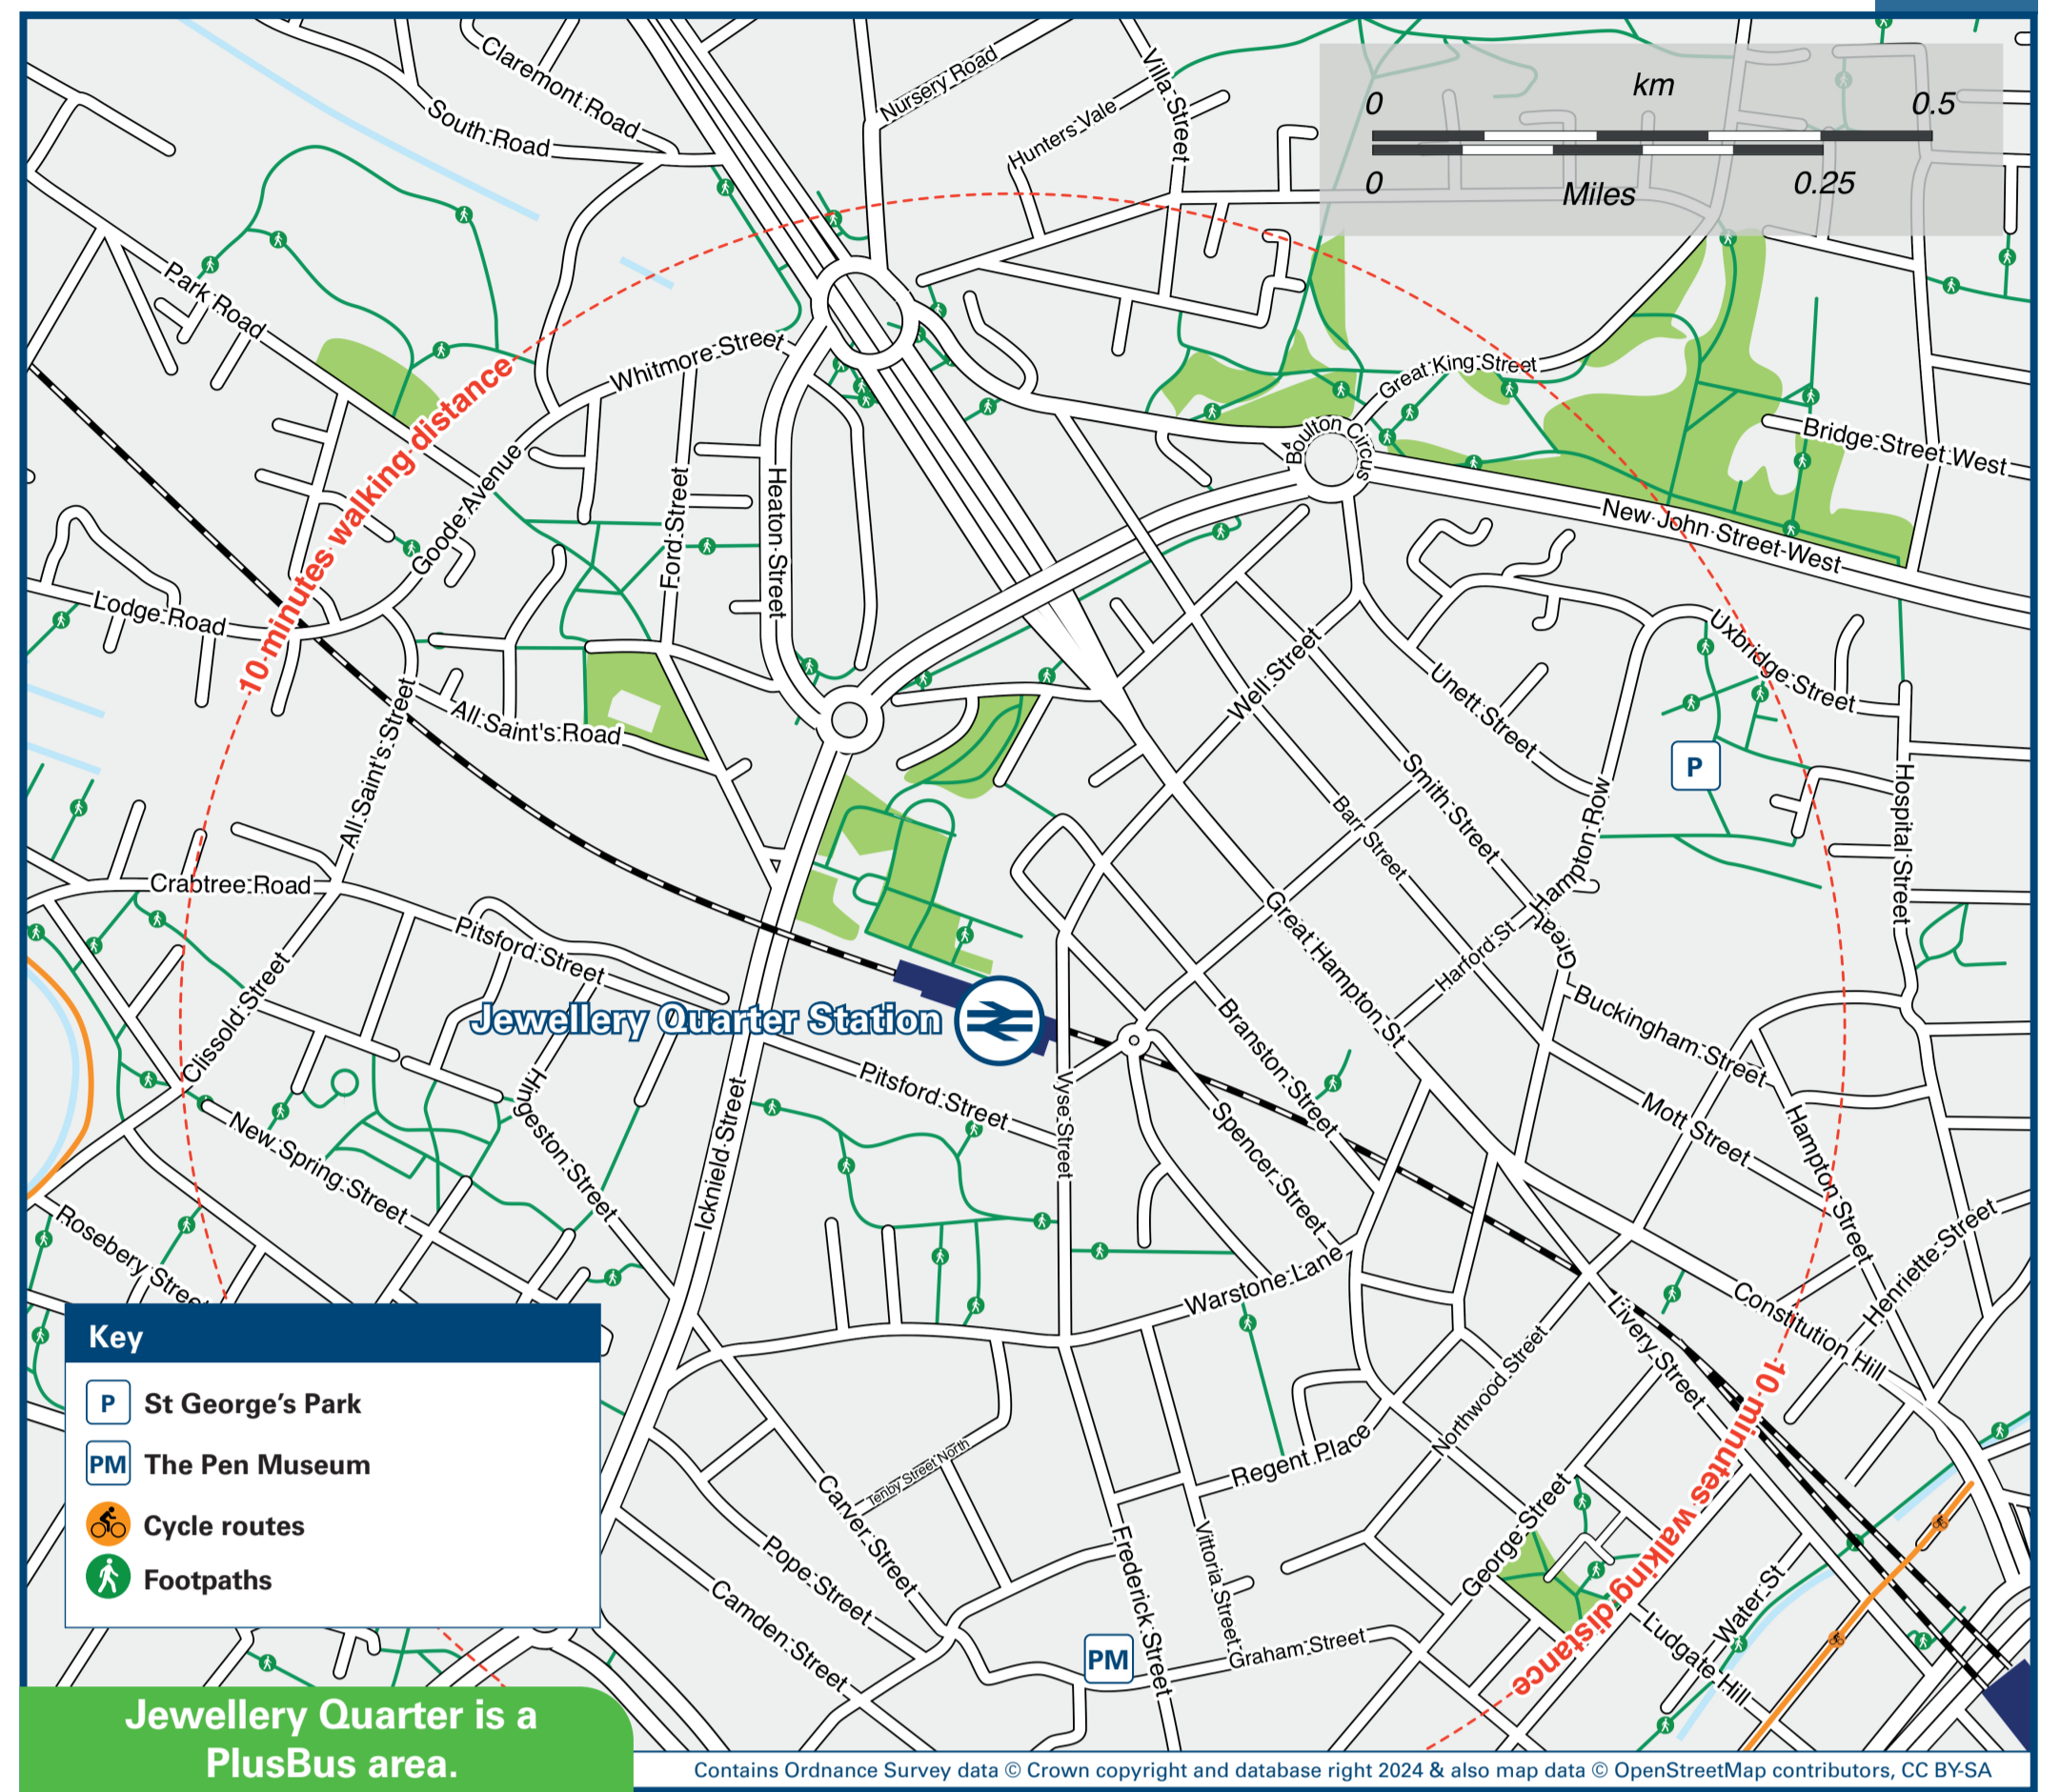 Claremont Road
South Road
Nursery Road
Hunters Vale
Villa Street
km
0
0.5
0
0.25
Miles
Park Road
Whitmore Street
Great King Street
Boulton Circus
Bridge Street West
New John Street West
10 minutes walking distance
Goode Avenue
Ford Street
Heaton Street
Lodge Road
All Saint's Street
All Saint's Road
Well Street
Unett Street
Uxbridge Street
P
Smith Street
Barr Street
Hampton Row
Hospital Street
Crabtree Road
Pitsford Street
Great Hampton St
Harford St
Great
Buckingham Street
Clissold Street
Jewellery Quarter Station
Pitsford Street
Vyse Street
Branston Street
Spencer Street
Mott Street
Hampton Street
Henriette Street
Hingeston Street
Icknield Street
New Spring Street
Rosebery Street
Warstone Lane
Constitution Hill
Livery Street
Northwood Street
10 minutes walking distance
Regent Place
Tenby Street North
Carver Street
Pope Street
Camden Street
Frederick Street
Vittoria Street
George Street
Graham Street
Water St
Ludgate Hill
PM
Key
P St George's Park
PM The Pen Museum
Cycle routes
Footpaths
Jewellery Quarter is a
PlusBus area.
Contains Ordnance Survey data © Crown copyright and database right 2024 & also map data © OpenStreetMap contributors, CC BY-SA